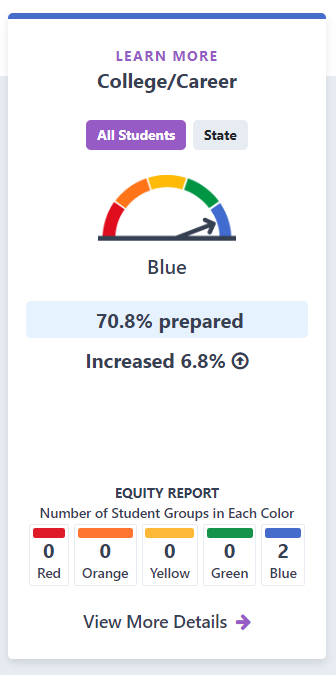 LEARN MORE
College/Career
All Students State
Blue
70.8% prepared
Increased 6.8%
EQUITY REPORT
Number of Student Groups in Each Color
0 0 0 0 2
Red Orange Yellow Green Blue
View More Details